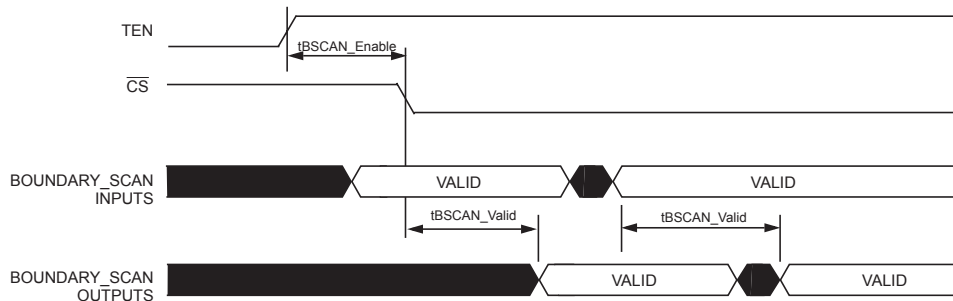 TEN
tBSCAN_Enable
CS
BOUNDARY_SCAN
INPUTS
VALID
VALID
tBSCAN_Valid
tBSCAN_Valid
BOUNDARY_SCAN
OUTPUTS
VALID
VALID